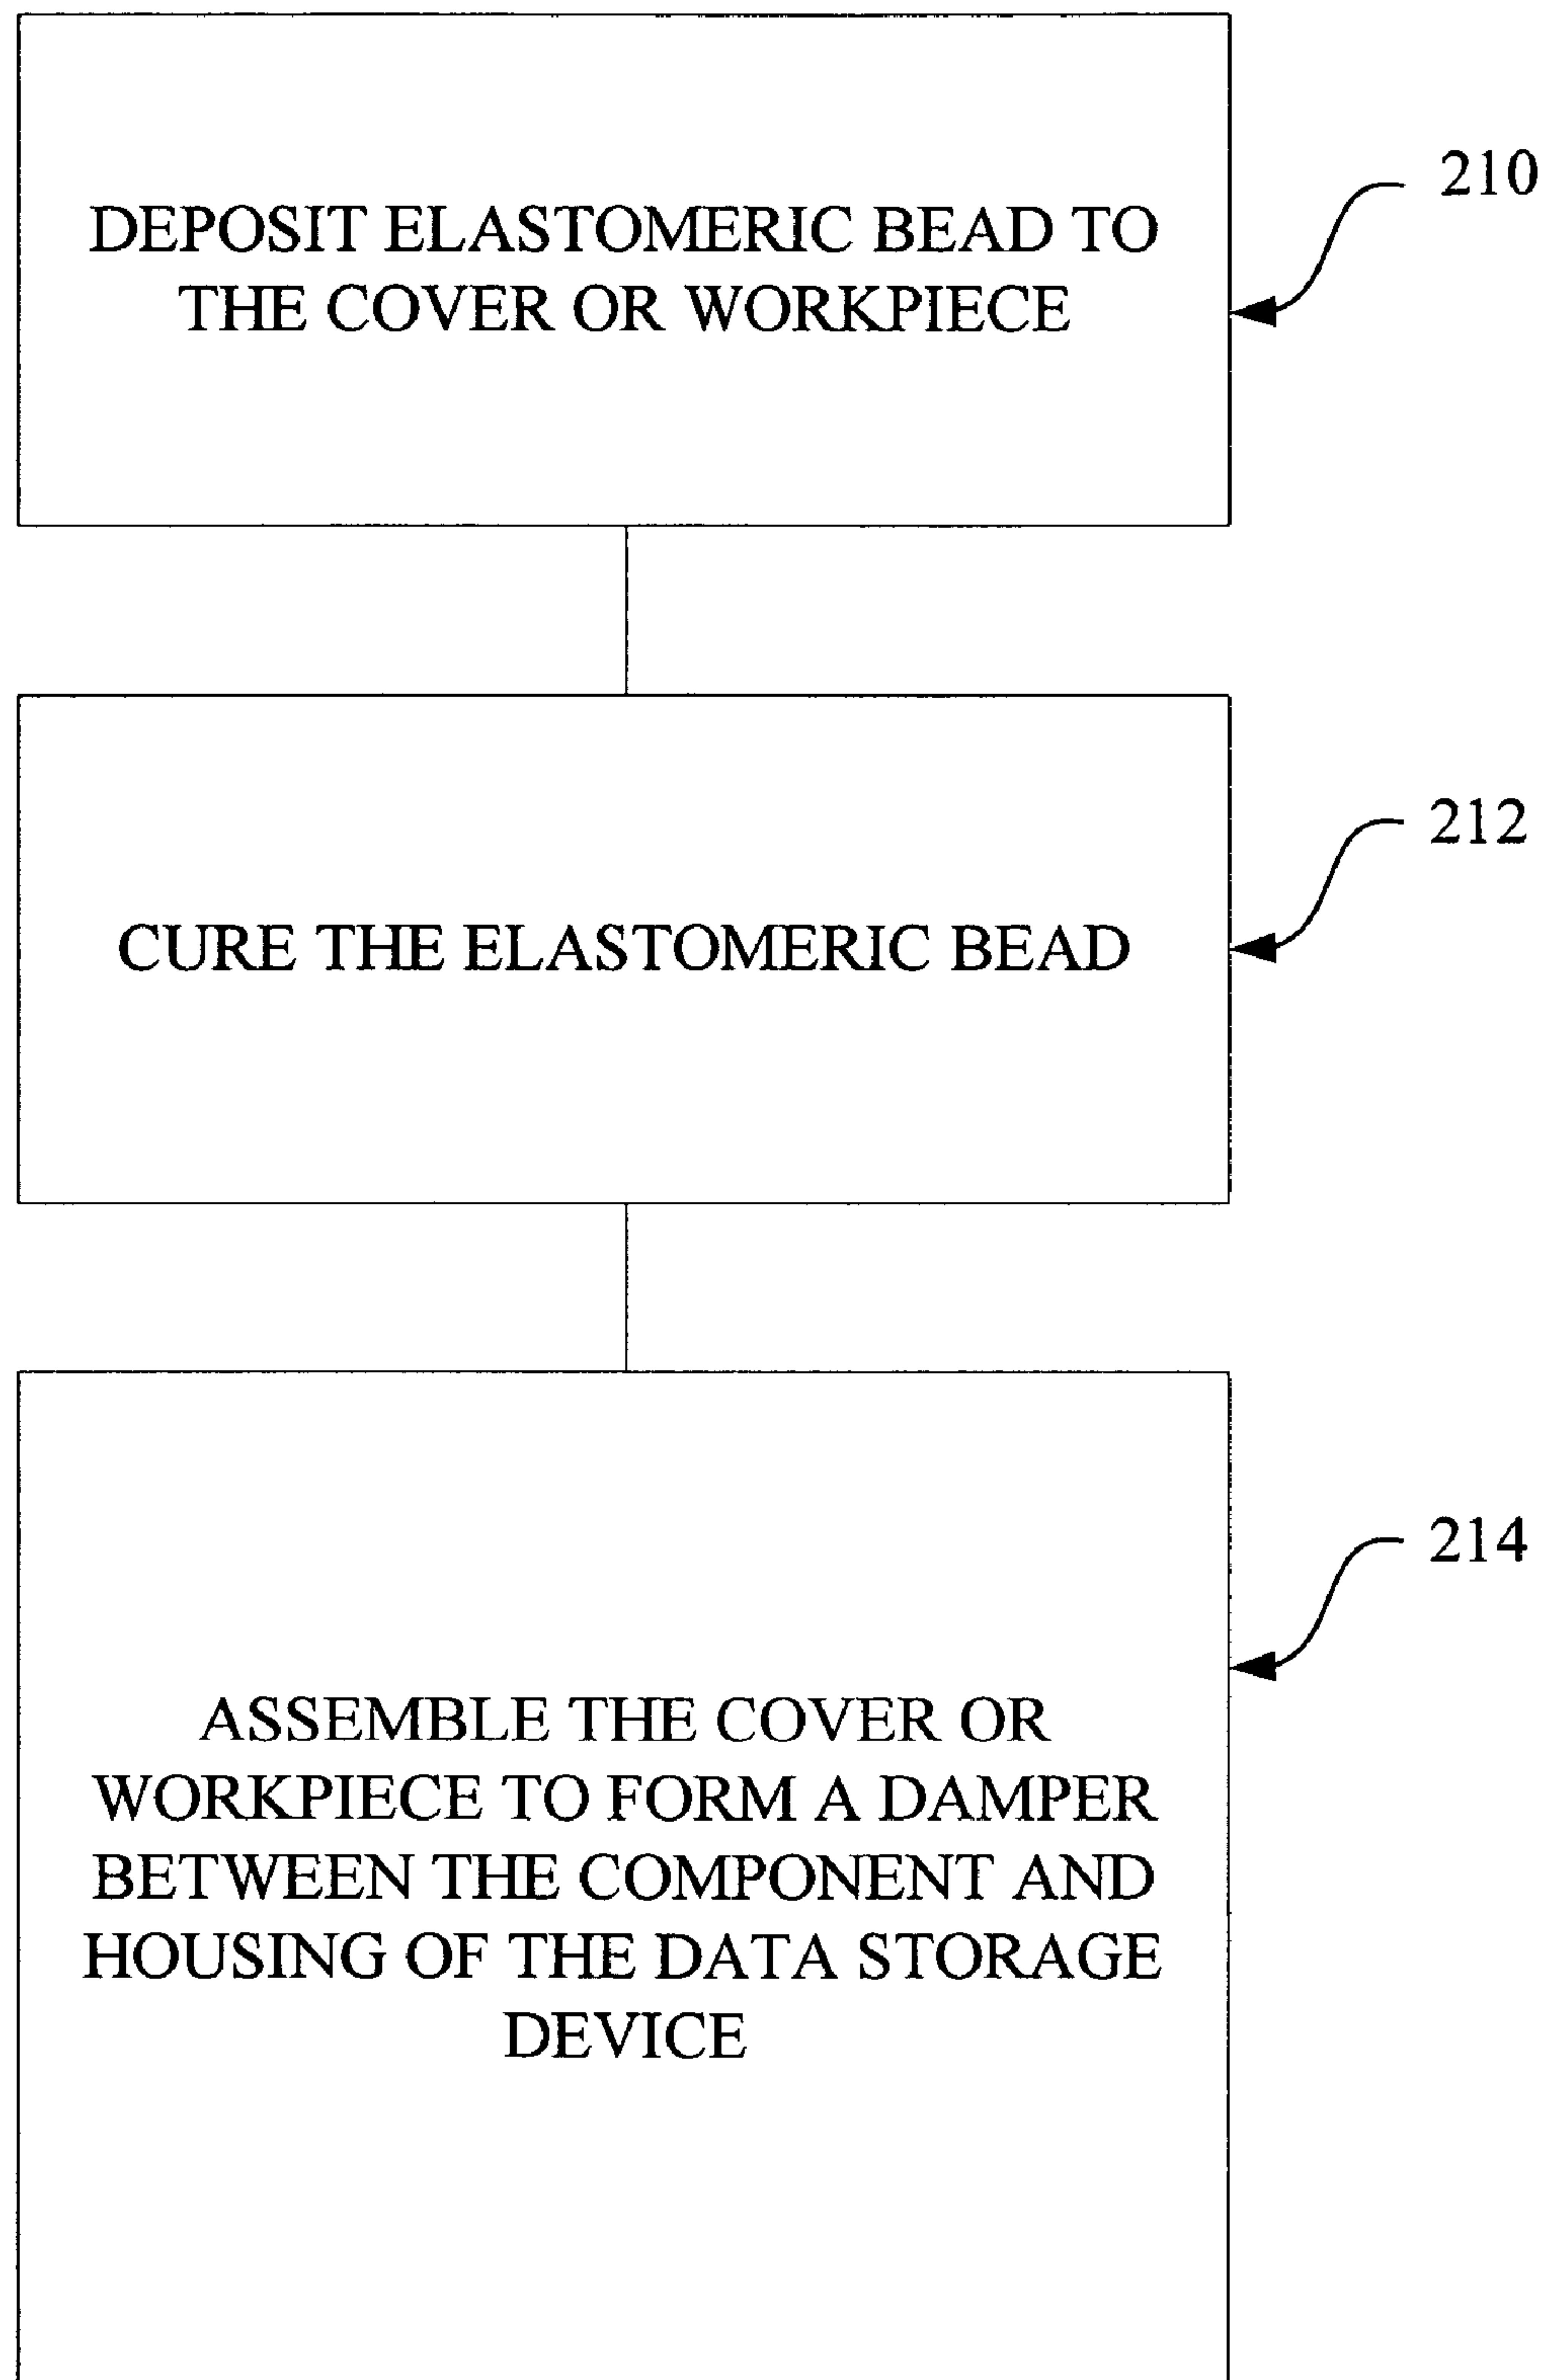 DEPOSIT ELASTOMERIC BEAD TO
THE COVER OR WORKPIECE
210
CURE THE ELASTOMERIC BEAD
212
ASSEMBLE THE COVER OR
WORKPIECE TO FORM A DAMPER
BETWEEN THE COMPONENT AND
HOUSING OF THE DATA STORAGE
DEVICE
214